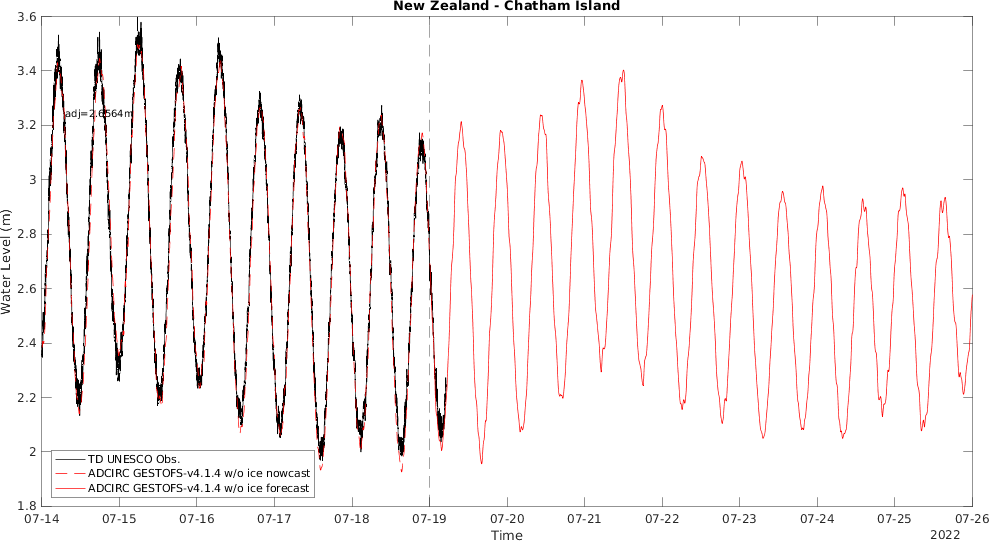 New Zealand - Chatham Island
3.6
3.4
3.2
3
2.8
2.6
2.4
2.2
2
1.8
Water Level (m)
adj=2.6564m
TD UNESCO Obs.
ADCIRC GESTOFS-v4.1.4 w/o ice nowcast
ADCIRC GESTOFS-v4.1.4 w/o ice forecast
07-14 07-15 07-16 07-17 07-18 07-19 07-20 07-21 07-22 07-23 07-24 07-25 07-26
Time
2022